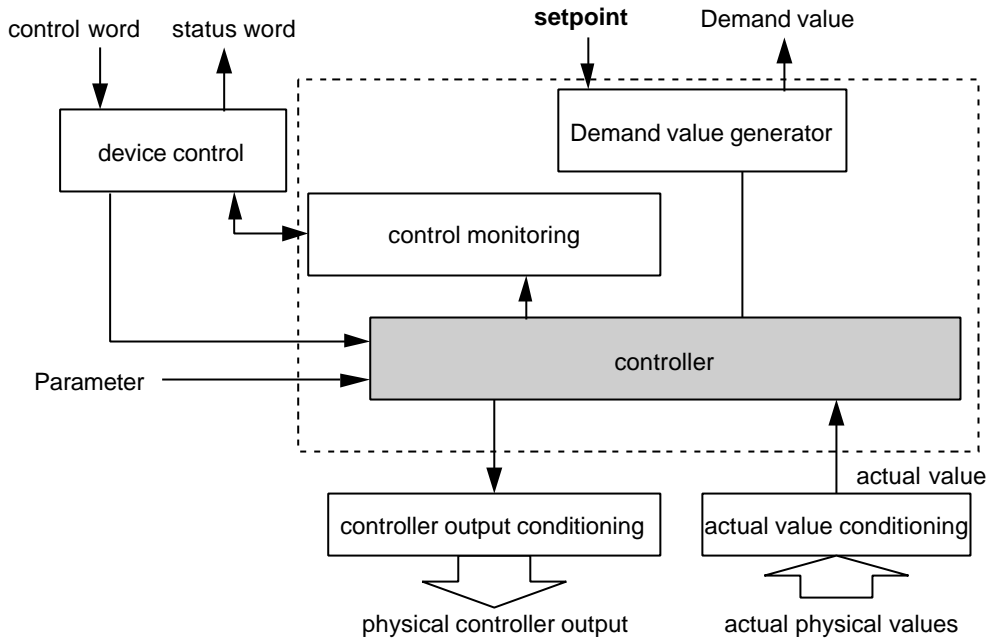 control word
status word
setpoint
Demand value
device control
Demand value generator
control monitoring
controller
Parameter
actual value
controller output conditioning
actual value conditioning
physical controller output
actual physical values